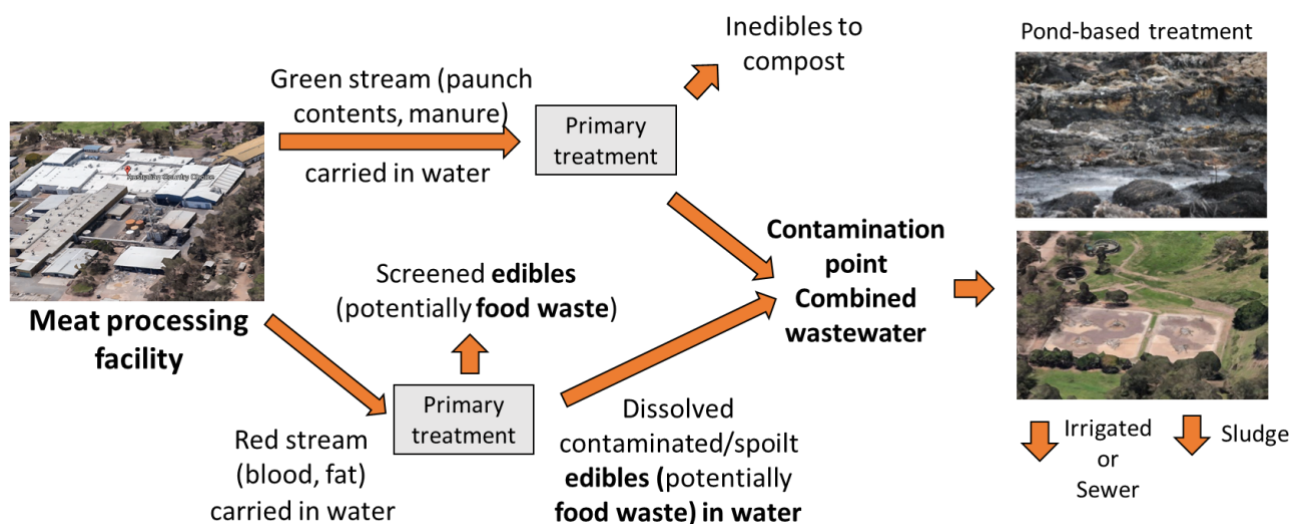 Inedibles to
compost
Pond-based treatment
Green stream (paunch
contents, manure)
carried in water
Primary
treatment
Meat processing
facility
Screened edibles
(potentially food waste)
Contamination
point
Combined
wastewater
Primary
treatment
Red stream
(blood, fat)
carried in water
Dissolved
contaminated/spoilt
edibles (potentially
food waste) in water
Irrigated
or
Sewer
Sludge